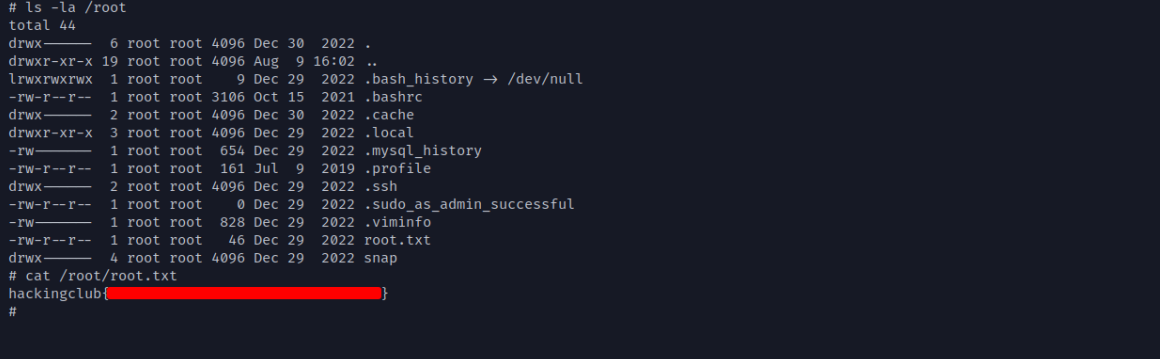 # ls -la /root
total 44
drwx------  6 root root 4096 Dec 30  2022 .
drwxr-xr-x 19 root root 4096 Aug  9 16:02 ..
lrwxrwxrwx  1 root root    9 Dec 29  2022 .bash_history -> /dev/null
-rw-r--r--  1 root root 3106 Oct 15  2021 .bashrc
drwx------  2 root root 4096 Dec 30  2022 .cache
drwxr-xr-x  3 root root 4096 Dec 29  2022 .local
-rw-------  1 root root  654 Dec 29  2022 .mysql_history
-rw-r--r--  1 root root  161 Jul  9  2019 .profile
drwx------  2 root root 4096 Dec 29  2022 .ssh
-rw-r--r--  1 root root    0 Dec 29  2022 .sudo_as_admin_successful
-rw-------  1 root root  828 Dec 29  2022 .viminfo
-rw-r--r--  1 root root   46 Dec 29  2022 root.txt
drwx------  4 root root 4096 Dec 29  2022 snap
# cat /root/root.txt
hackingclub{}
#